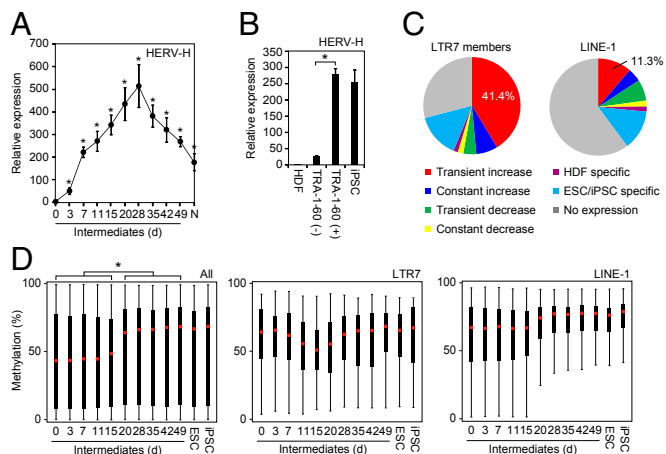 A
HERV-H
Relative expression
700
600
500
400
300
200
100
0
* * * * * * * * * *
0 3 7 11 15 20 28 35 42 49 N
Intermediates (d)
B
HERV-H
Relative expression
350
300
250
200
150
100
50
0
*
HDF
TRA-1-60 (-)
TRA-1-60 (+)
iPSC
C
LTR7 members
41.4%
LINE-1
11.3%
Transient increase
Constant increase
Transient decrease
Constant decrease
HDF specific
ESC/iPSC specific
No expression
D
All
Methylation (%)
100
50
0
*
0 3 7 11 15 20 28 35 42 49 ESC iPSC
Intermediates (d)
LTR7
100
50
0
0 3 7 11 15 20 28 35 42 49 ESC iPSC
Intermediates (d)
LINE-1
100
50
0
0 3 7 11 15 20 28 35 42 49 ESC iPSC
Intermediates (d)